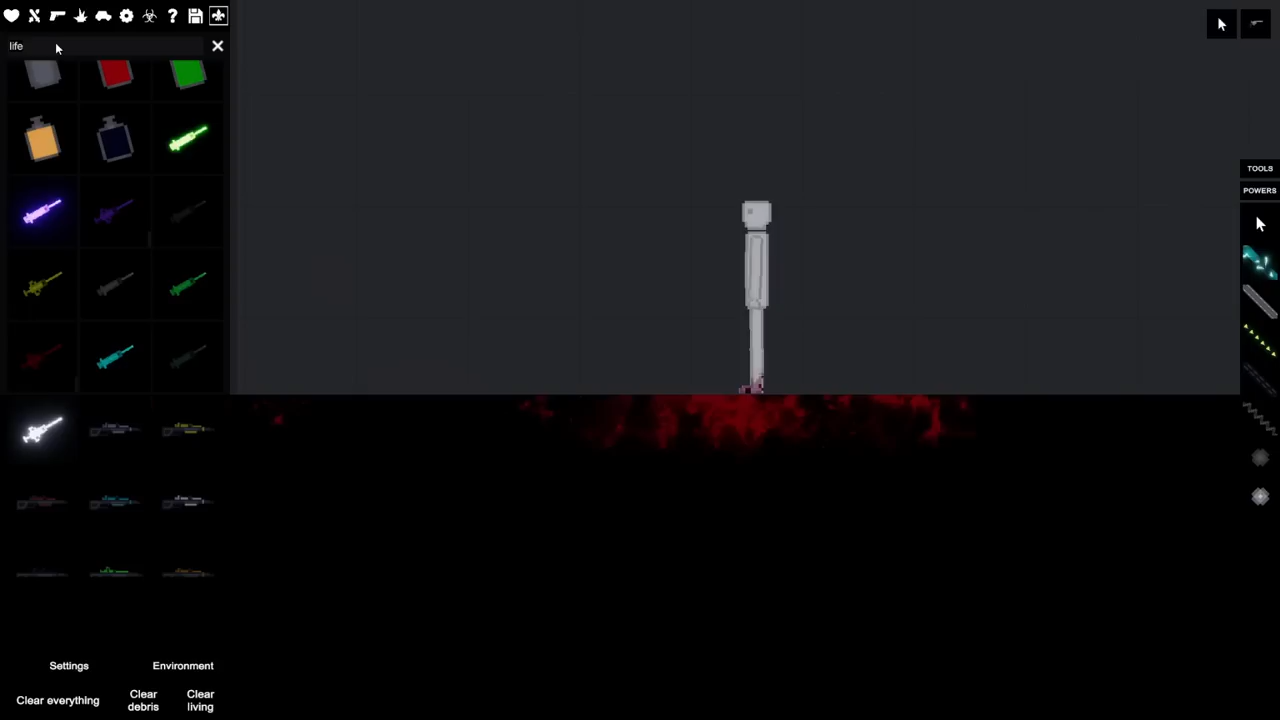 life
TOOLS
POWERS
Settings
Environment
Clear everything
Clear
debris
Clear
living